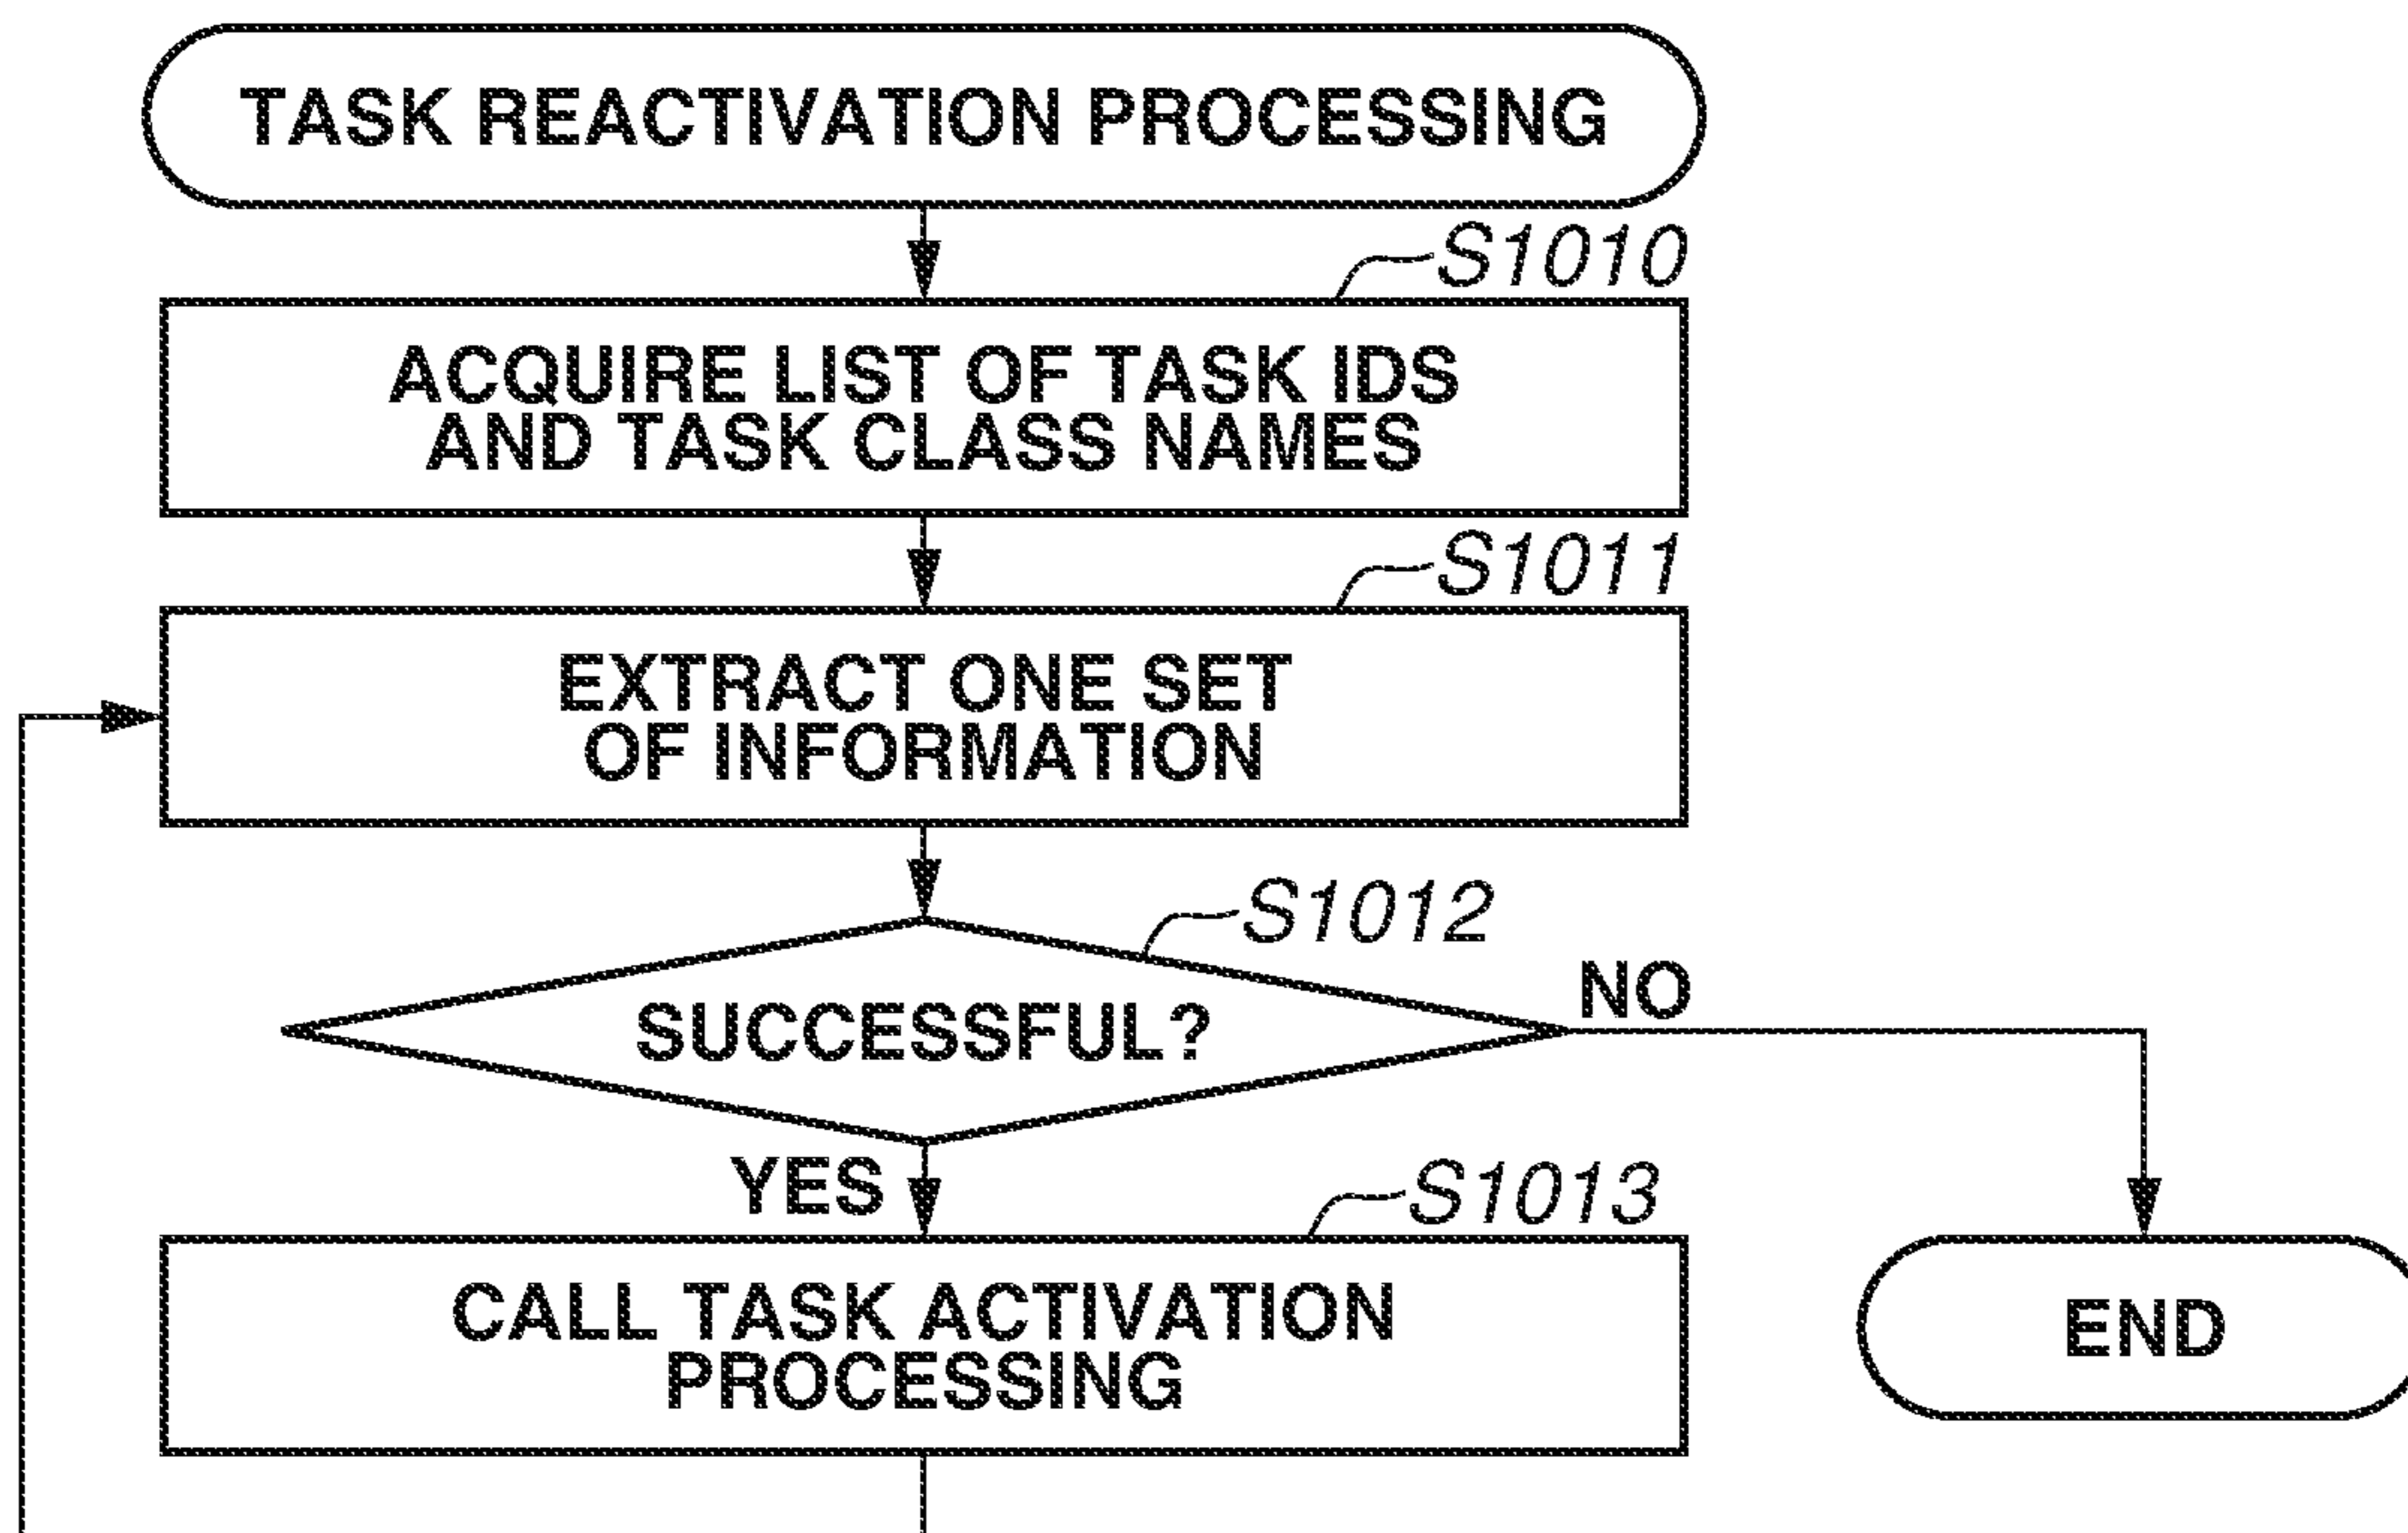 TASK REACTIVATION PROCESSING
S1010
ACQUIRE LIST OF TASK IDS
AND TASK CLASS NAMES
S1011
EXTRACT ONE SET
OF INFORMATION
S1012
SUCCESSFUL?
NO
YES
S1013
CALL TASK ACTIVATION
PROCESSING
END